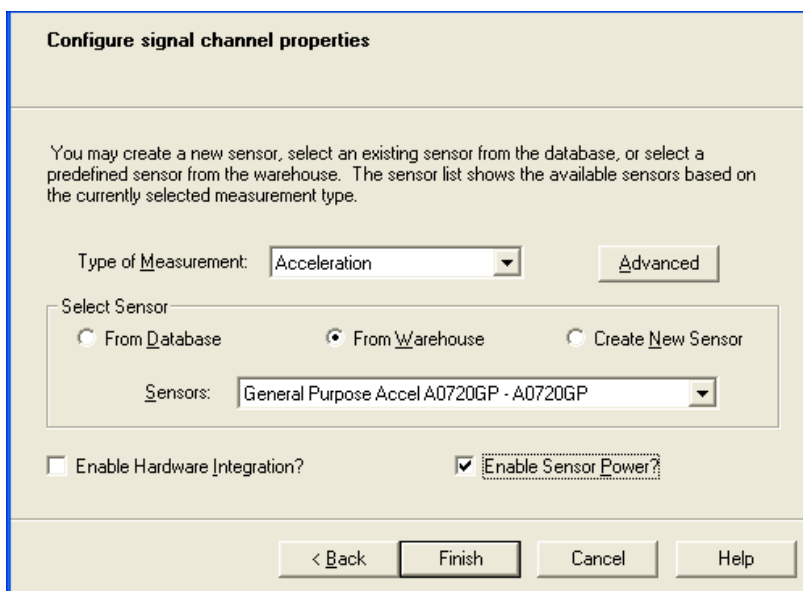 Configure signal channel properties
You may create a new sensor, select an existing sensor from the database, or select a
predefined sensor from the warehouse. The sensor list shows the available sensors based on
the currently selected measurement type.
Type of Measurement: Acceleration Advanced
Select Sensor
From Database From Warehouse Create New Sensor
Sensors: General Purpose Accel A0720GP - A0720GP
Enable Hardware Integration? Enable Sensor Power?
< Back Finish Cancel Help